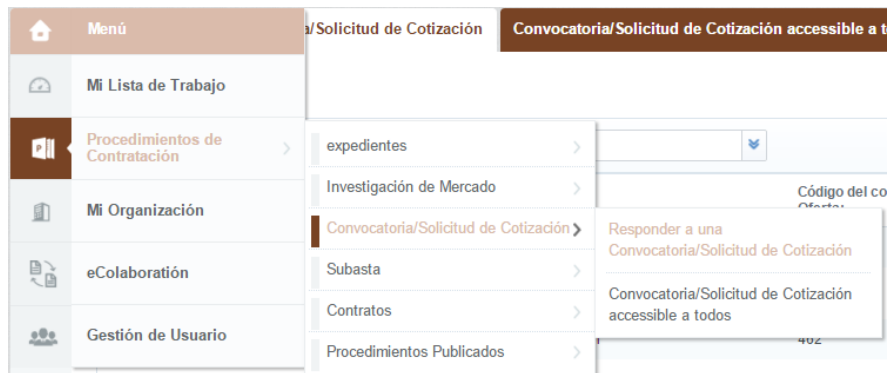 Menú
a/Solicitud de Cotización
Convocatoria/Solicitud de Cotización accessible a t
Mi Lista de Trabajo
Procedimientos de
Contratación
Mi Organización
eColaboratión
Gestión de Usuario
expedientes
Investigación de Mercado
Convocatoria/Solicitud de Cotización
Subasta
Contratos
Procedimientos Publicados
Código del co
Oferta:
Responder a una
Convocatoria/Solicitud de Cotización
Convocatoria/Solicitud de Cotización
accessible a todos
462